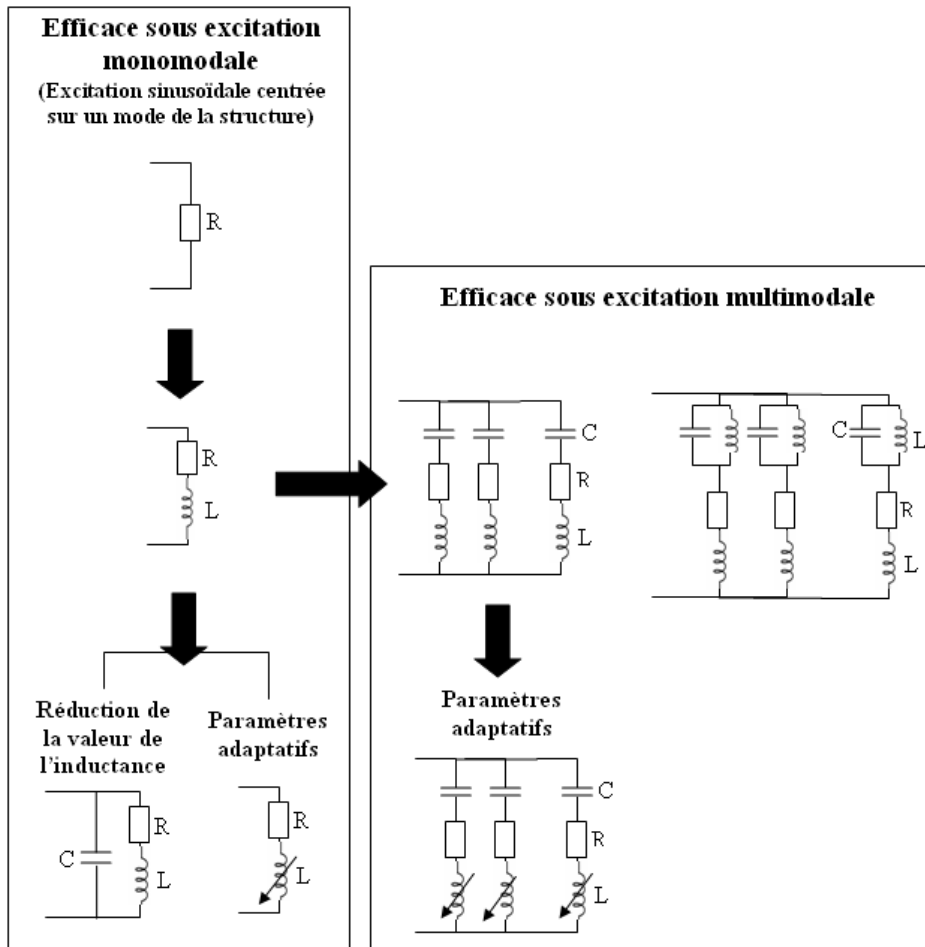 Efficace sous excitation
monomodale
(Excitation sinusoïdale centrée
sur un mode de la structure)
R
R
L
Réduction de
la valeur de
l'inductance
Paramètres
adaptatifs
C
R
L
R
L
Efficace sous excitation multimodale
C
R
L
C
L
R
L
Paramètres
adaptatifs
C
R
L